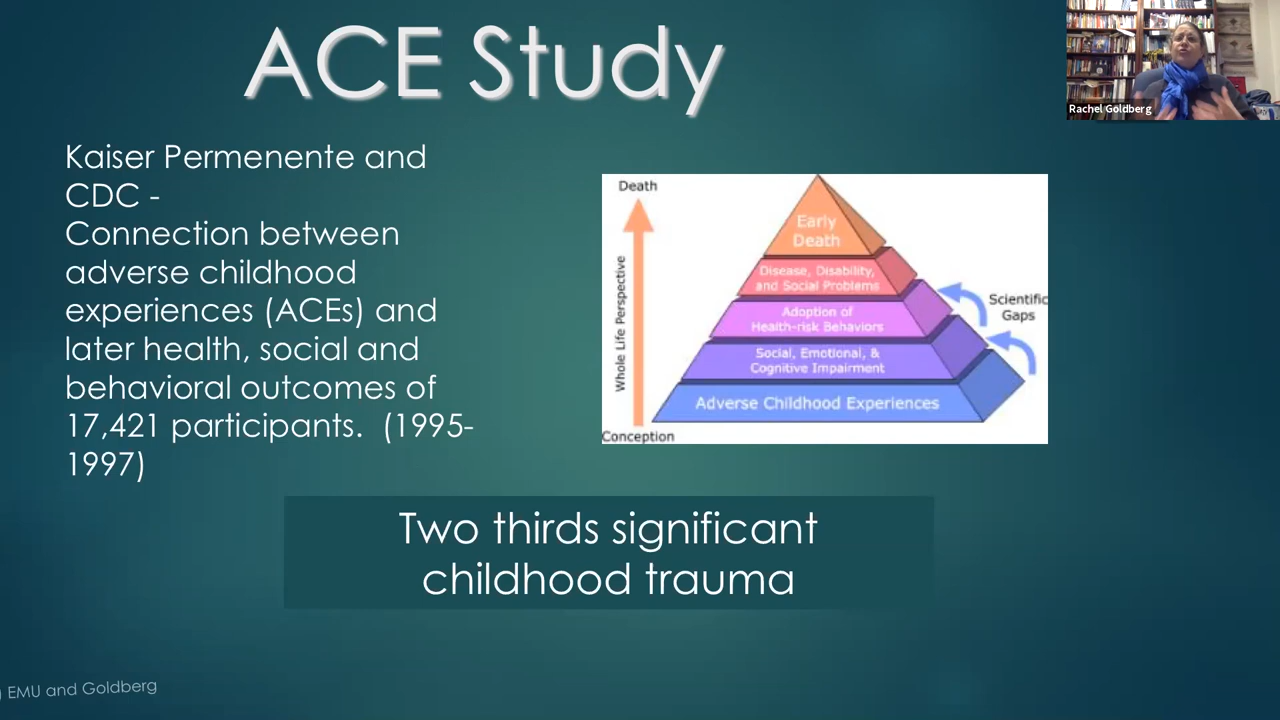 ACE Study
Rachel Goldberg
Kaiser Permenente and
CDC -
Connection between
adverse childhood
experiences (ACEs) and
later health, social and
behavioral outcomes of
17,421 participants.  (1995-
1997)
Death
Whole Life Perspective
Conception
Early
Death
Disease, Disability,
and Social Problems
Adoption of
Health-risk Behaviors
Social, Emotional, &
Cognitive Impairment
Adverse Childhood Experiences
Scientific
Gaps
Two thirds significant
childhood trauma
) EMU and Goldberg